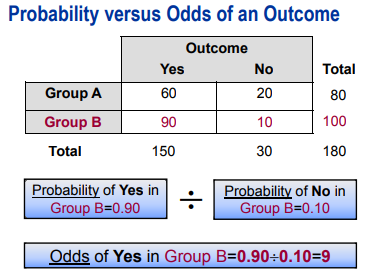 Probability versus Odds of an Outcome
Outcome
Yes No Total
Group A 60 20 80
Group B 90 10 100
Total 150 30 180
Probability of Yes in
Group B=0.90
÷
Probability of No in
Group B=0.10
Odds of Yes in Group B=0.90÷0.10=9